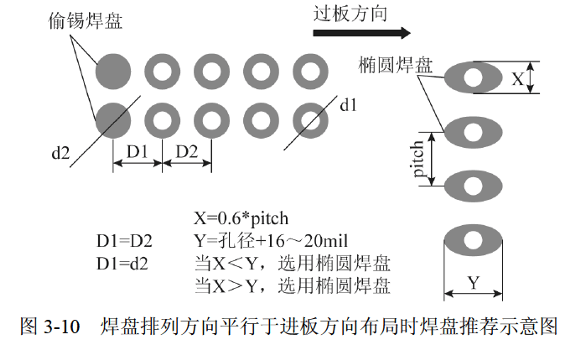 偷锡焊盘
过板方向
椭圆焊盘
X
d1
d2
D1
D2
pitch
X=0.6*pitch
D1=D2
Y=孔径+16～20mil
D1=d2
当X＜Y，选用椭圆焊盘
当X＞Y，选用椭圆焊盘
Y
图 3-10 焊盘排列方向平行于进板方向布局时焊盘推荐示意图